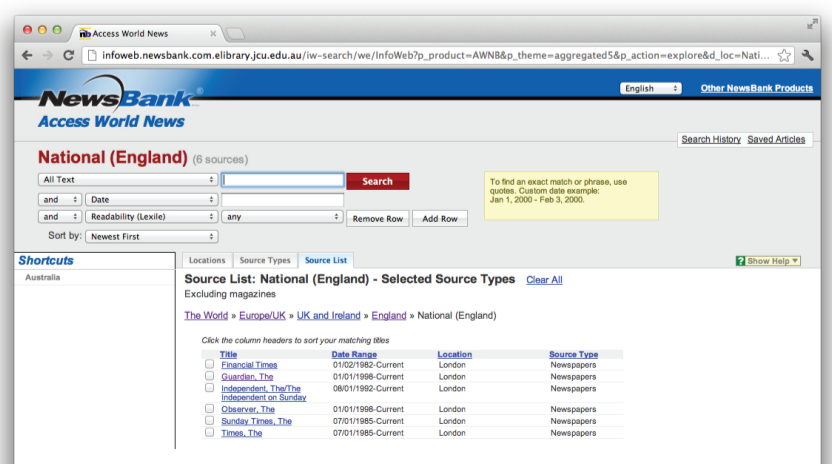 Access World News
infoweb.newsbank.com.elibrary.jcu.edu.au/iw-search/we/InfoWeb?p_product=AWNB&p_theme=aggregated5&p_action=explore&d_loc=Nati...
NewsBank®
English Other NewsBank Products
Access World News
Search History Saved Articles
National (England) (6 sources)
All Text Search
To find an exact match or phrase, use
quotes. Custom date example:
Jan 1, 2000 - Feb 3, 2000.
and Date
and Readability (Lexile) any Remove Row Add Row
Sort by: Newest First
Shortcuts
Australia
Locations Source Types Source List
? Show Help
Source List: National (England) - Selected Source Types Clear All
Excluding magazines
The World » Europe/UK » UK and Ireland » England » National (England)
Click the column headers to sort your matching titles
Title Date Range Location Source Type
Financial Times 01/02/1982-Current London Newspapers
Guardian, The 01/01/1998-Current London Newspapers
Independent, The/The 08/01/1992-Current London Newspapers
Independent on Sunday
Observer, The 01/01/1998-Current London Newspapers
Sunday Times, The 07/01/1985-Current London Newspapers
Times, The 07/01/1985-Current London Newspapers